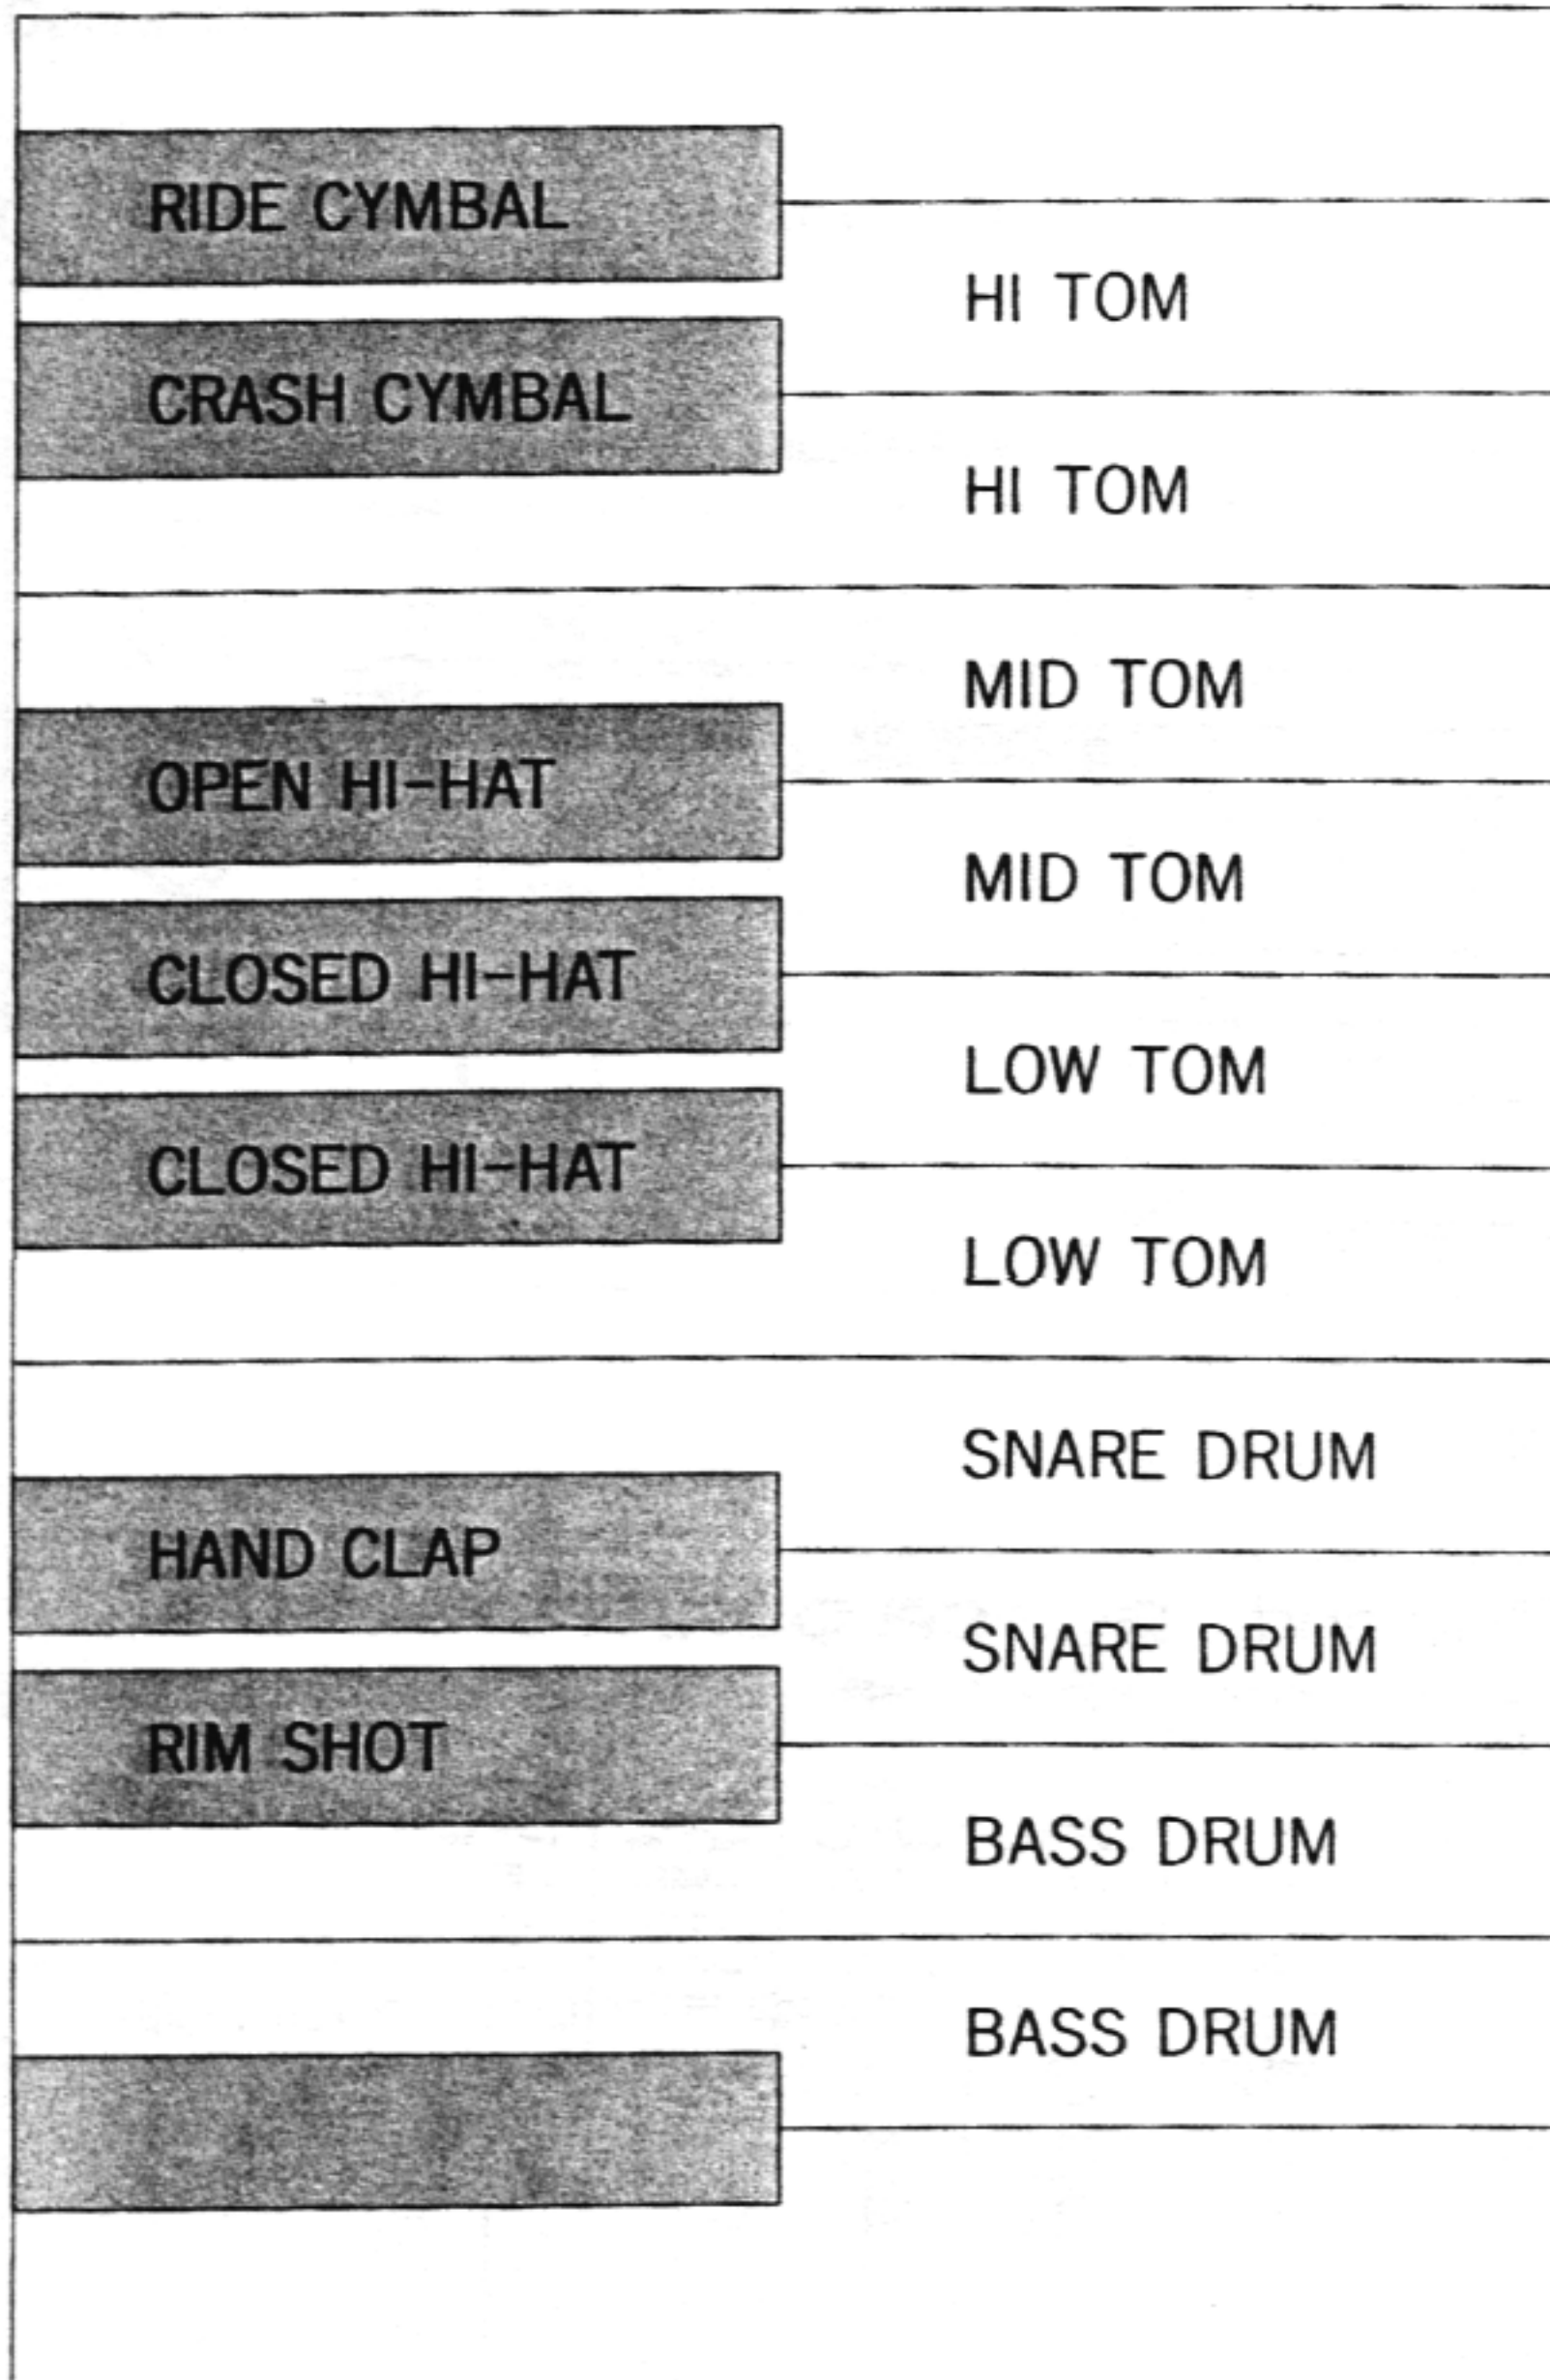 RIDE CYMBAL
HI TOM
CRASH CYMBAL
HI TOM
MID TOM
OPEN HI-HAT
MID TOM
CLOSED HI-HAT
LOW TOM
CLOSED HI-HAT
LOW TOM
SNARE DRUM
HAND CLAP
SNARE DRUM
RIM SHOT
BASS DRUM
BASS DRUM